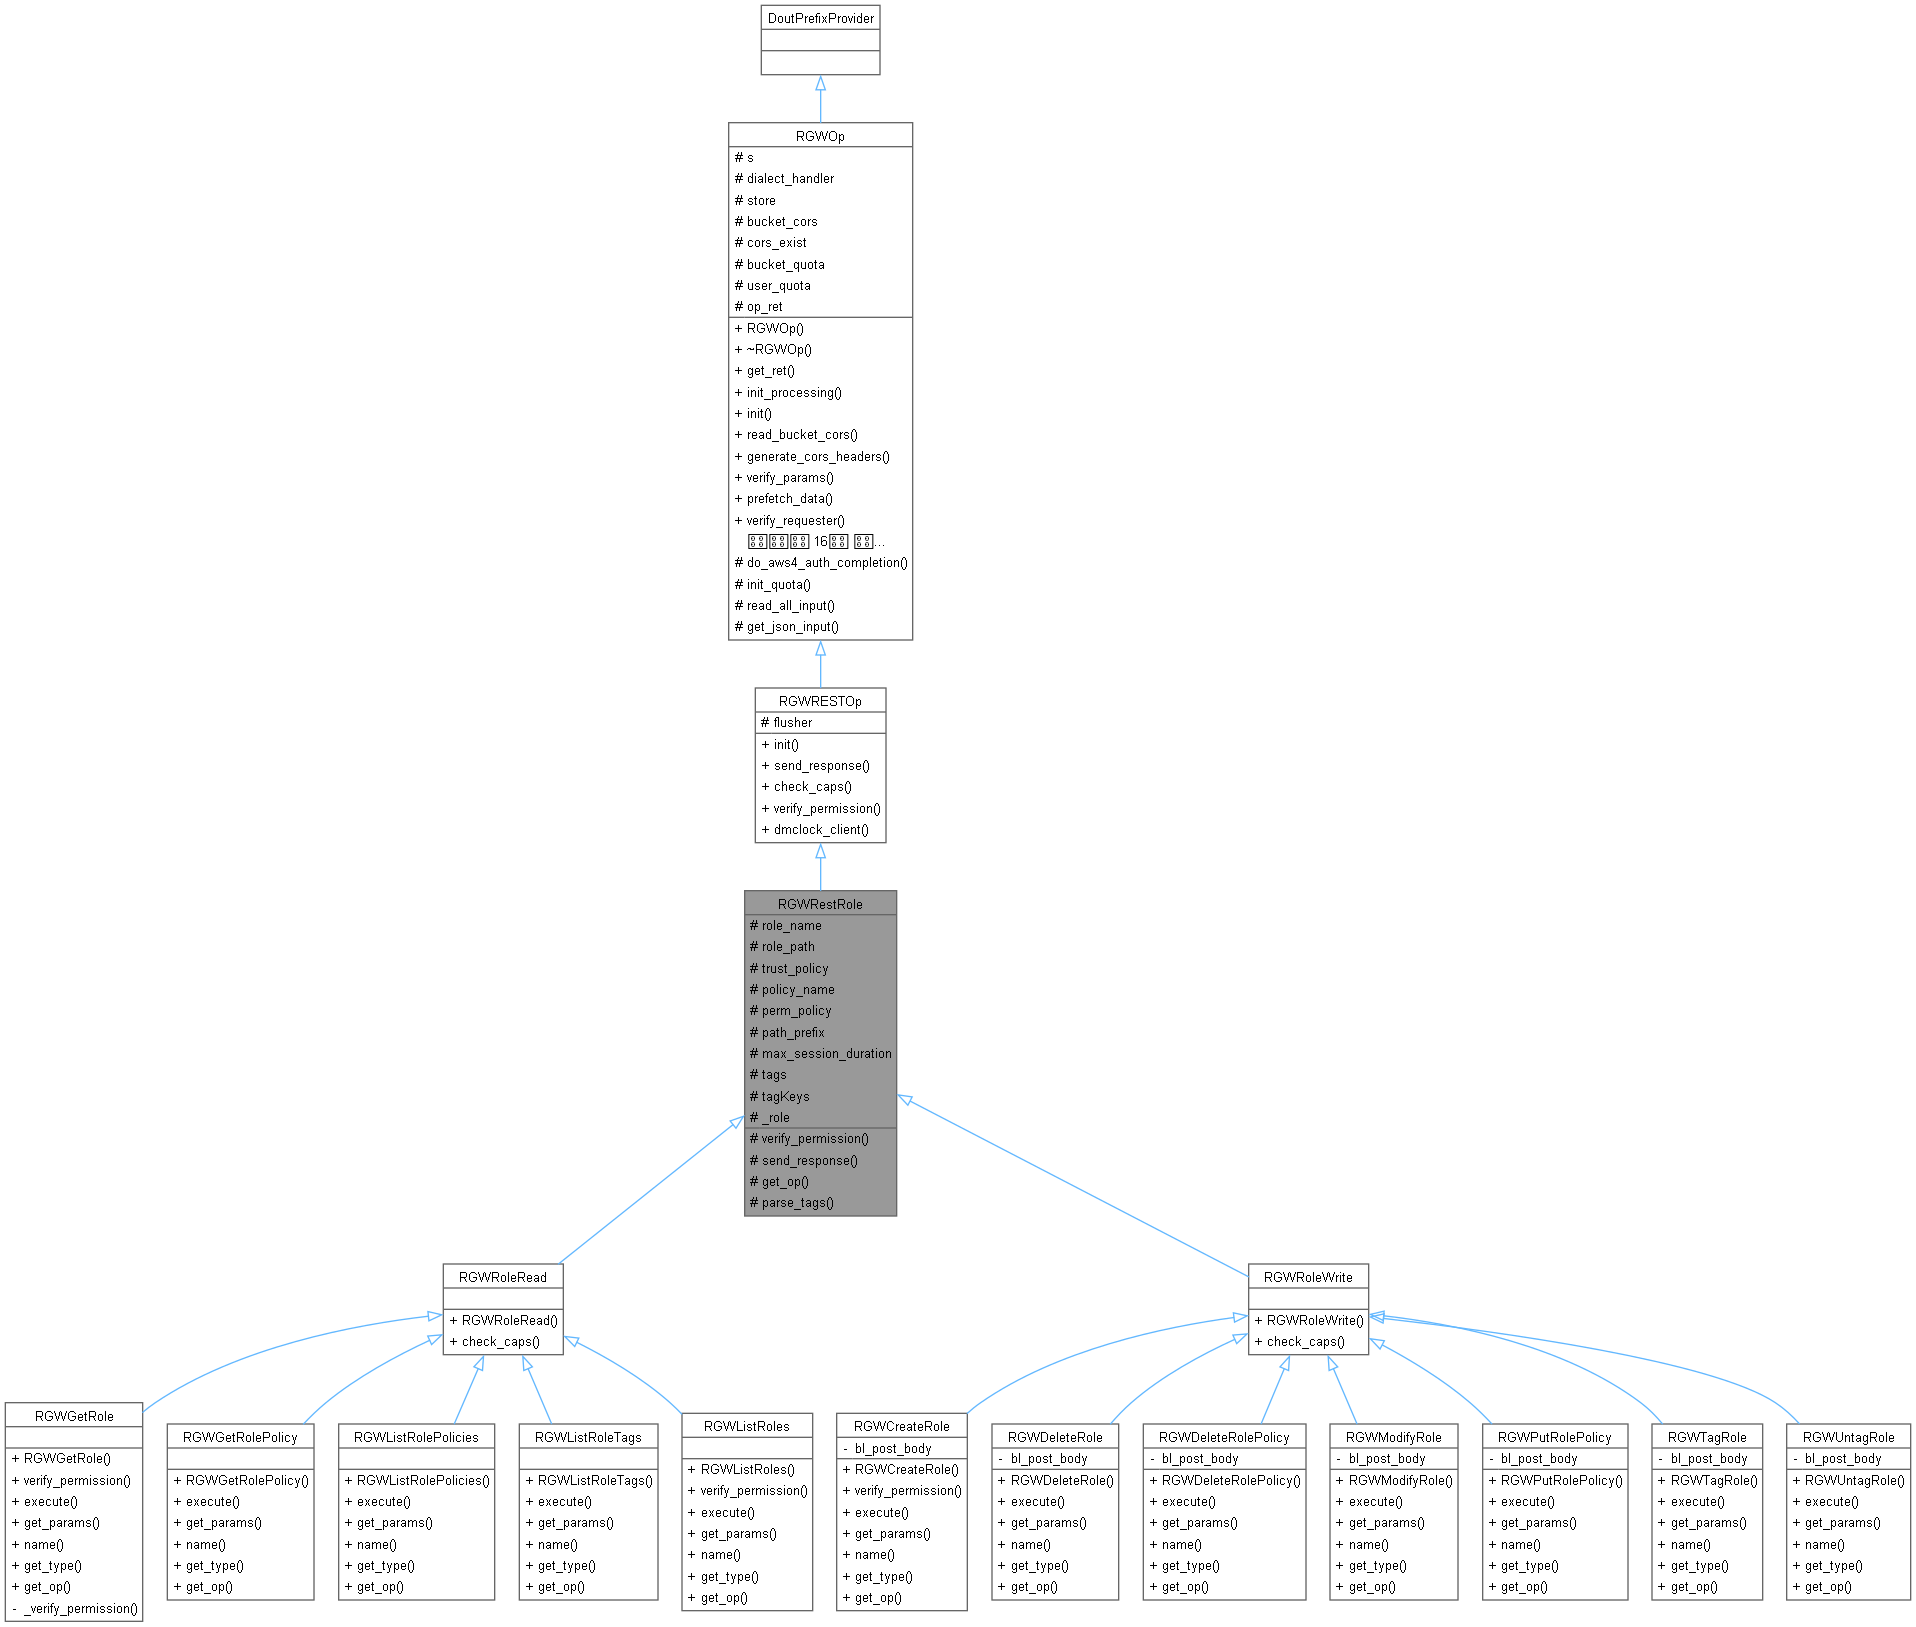 DoutPrefixProvider
RGWOp
# s
# dialect_handler
# store
# bucket_cors
# cors_exist
# bucket_quota
# user_quota
# op_ret
+ RGWOp()
+ ~RGWOp()
+ get_ret()
+ init_processing()
+ init()
+ read_bucket_cors()
+ generate_cors_headers()
+ verify_params()
+ prefetch_data()
+ verify_requester()
16 ...
# do_aws4_auth_completion()
# init_quota()
# read_all_input()
# get_json_input()
RGWRESTOp
# flusher
+ init()
+ send_response()
+ check_caps()
+ verify_permission()
+ dmclock_client()
RGWRestRole
# role_name
# role_path
# trust_policy
# policy_name
# perm_policy
# path_prefix
# max_session_duration
# tags
# tagKeys
# _role
# verify_permission()
# send_response()
# get_op()
# parse_tags()
RGWRoleRead
+ RGWRoleRead()
+ check_caps()
RGWRoleWrite
+ RGWRoleWrite()
+ check_caps()
RGWGetRole
+ RGWGetRole()
+ verify_permission()
+ execute()
+ get_params()
+ name()
+ get_type()
+ get_op()
- _verify_permission()
RGWGetRolePolicy
+ RGWGetRolePolicy()
+ execute()
+ get_params()
+ name()
+ get_type()
+ get_op()
RGWListRolePolicies
+ RGWListRolePolicies()
+ execute()
+ get_params()
+ name()
+ get_type()
+ get_op()
RGWListRoleTags
+ RGWListRoleTags()
+ execute()
+ get_params()
+ name()
+ get_type()
+ get_op()
RGWListRoles
+ RGWListRoles()
+ verify_permission()
+ execute()
+ get_params()
+ name()
+ get_type()
+ get_op()
RGWCreateRole
- bl_post_body
+ RGWCreateRole()
+ verify_permission()
+ execute()
+ get_params()
+ name()
+ get_type()
+ get_op()
RGWDeleteRole
- bl_post_body
+ RGWDeleteRole()
+ execute()
+ get_params()
+ name()
+ get_type()
+ get_op()
RGWDeleteRolePolicy
- bl_post_body
+ RGWDeleteRolePolicy()
+ execute()
+ get_params()
+ name()
+ get_type()
+ get_op()
RGWModifyRole
- bl_post_body
+ RGWModifyRole()
+ execute()
+ get_params()
+ name()
+ get_type()
+ get_op()
RGWPutRolePolicy
- bl_post_body
+ RGWPutRolePolicy()
+ execute()
+ get_params()
+ name()
+ get_type()
+ get_op()
RGWTagRole
- bl_post_body
+ RGWTagRole()
+ execute()
+ get_params()
+ name()
+ get_type()
+ get_op()
RGWUntagRole
- bl_post_body
+ RGWUntagRole()
+ execute()
+ get_params()
+ name()
+ get_type()
+ get_op()